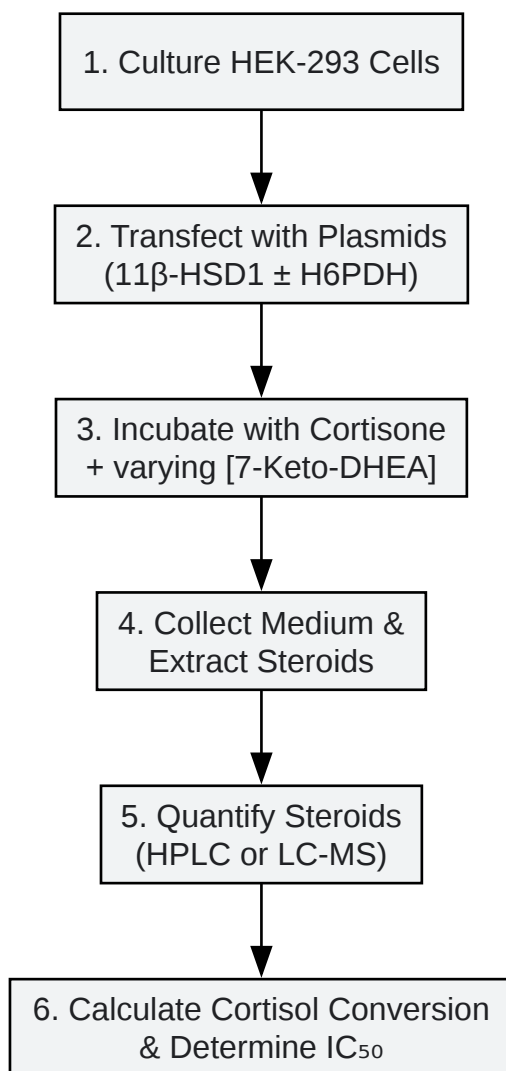 1. Culture HEK-293 Cells
2. Transfect with Plasmids
(11β-HSD1 ± H6PDH)
3. Incubate with Cortisone
+ varying [7-Keto-DHEA]
4. Collect Medium &
Extract Steroids
5. Quantify Steroids
(HPLC or LC-MS)
6. Calculate Cortisol Conversion
& Determine IC₅₀